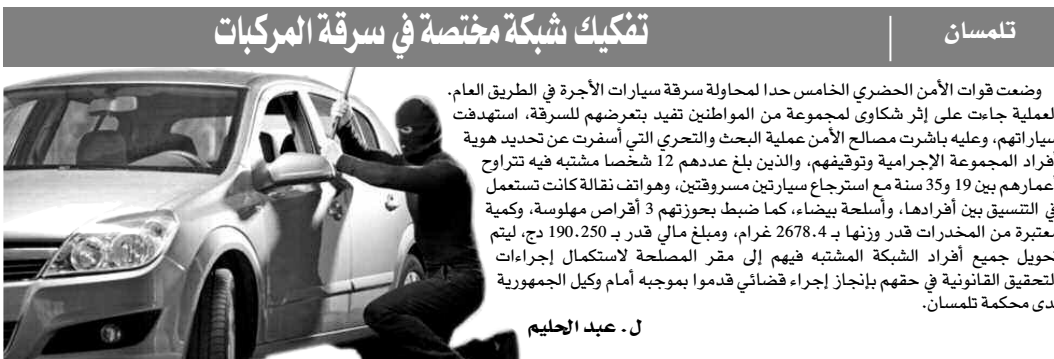 تلمسان
تفكيك شبكة مختصة في سرقة المركبات
وضعت قوات الأمن الحضري الخامس حدا لمحاولة سرقة سيارات الأجرة في الطريق العام.
لعملية جاءت على إثر شكاوى لمجموعة من المواطنين تفيد بتعرضهم للسرقة، استهدفت
سياراتهم، وعليه باشرت مصالح الأمن عملية البحث والتحري التي أسفرت عن تحديد هوية
أفراد المجموعة الإجرامية وتوقيفهم، والذين بلغ عددهم 12 شخصا مشتبه فيه تتراوح
أعمارهم بين 19 و35 سنة مع استرجاع سيارتين مسروقتين، وهواتف نقالة كانت تستعمل
في التنسيق بين أفرادها، وأسلحة بيضاء، كما ضبط بحوزتهم 3 أقراص مهلوسة، وكمية
معتبرة من المخدرات قدر وزنها بـ 2678.4 غرام، ومبلغ مالي قدر بـ 190.250 دج، ليتم
تحويل جميع أفراد الشبكة المشتبه فيهم إلى مقر المصلحة لاستكمال إجراءات
لتحقيق القانونية في حقهم بإنجاز إجراء قضائي قدموا بموجبه أمام وكيل الجمهورية
لدى محكمة تلمسان.
ل. عبد الحليم